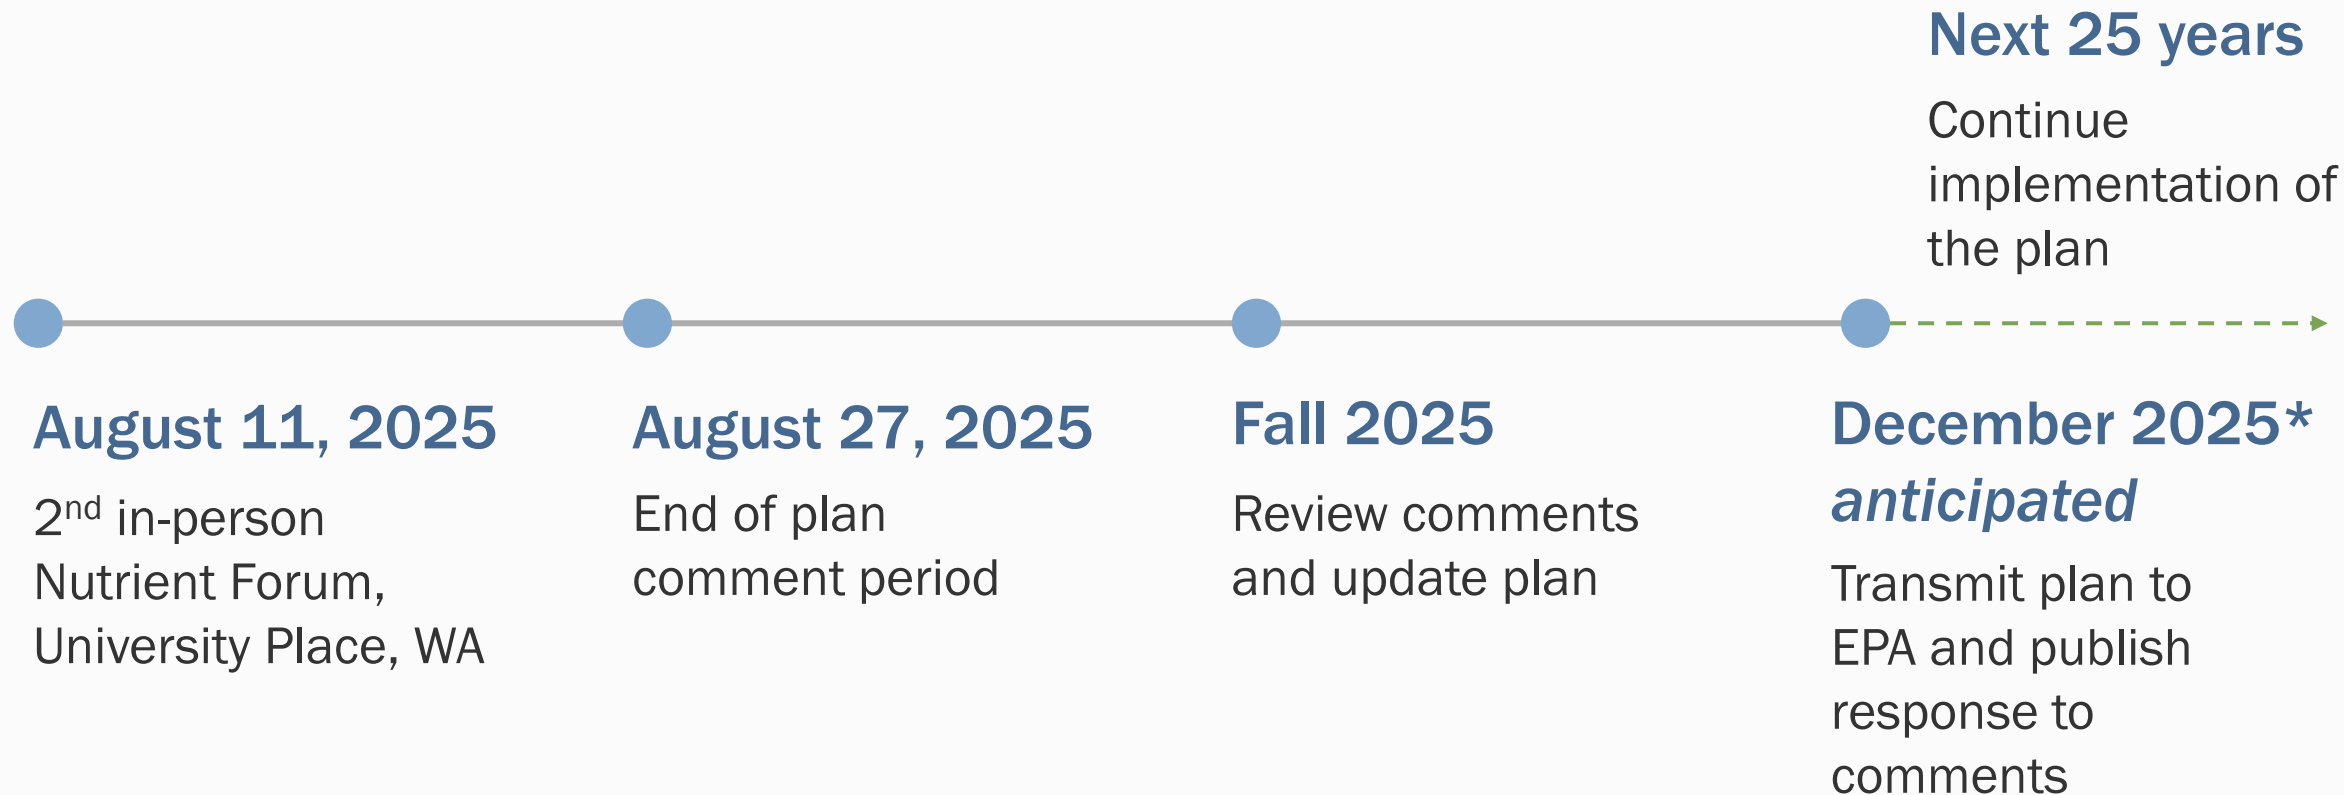 Next 25 years
Continue
implementation of
the plan
August 11, 2025
2nd in-person
Nutrient Forum,
University Place, WA
August 27, 2025
End of plan
comment period
Fall 2025
Review comments
and update plan
December 2025*
anticipated
Transmit plan to
EPA and publish
response to
comments